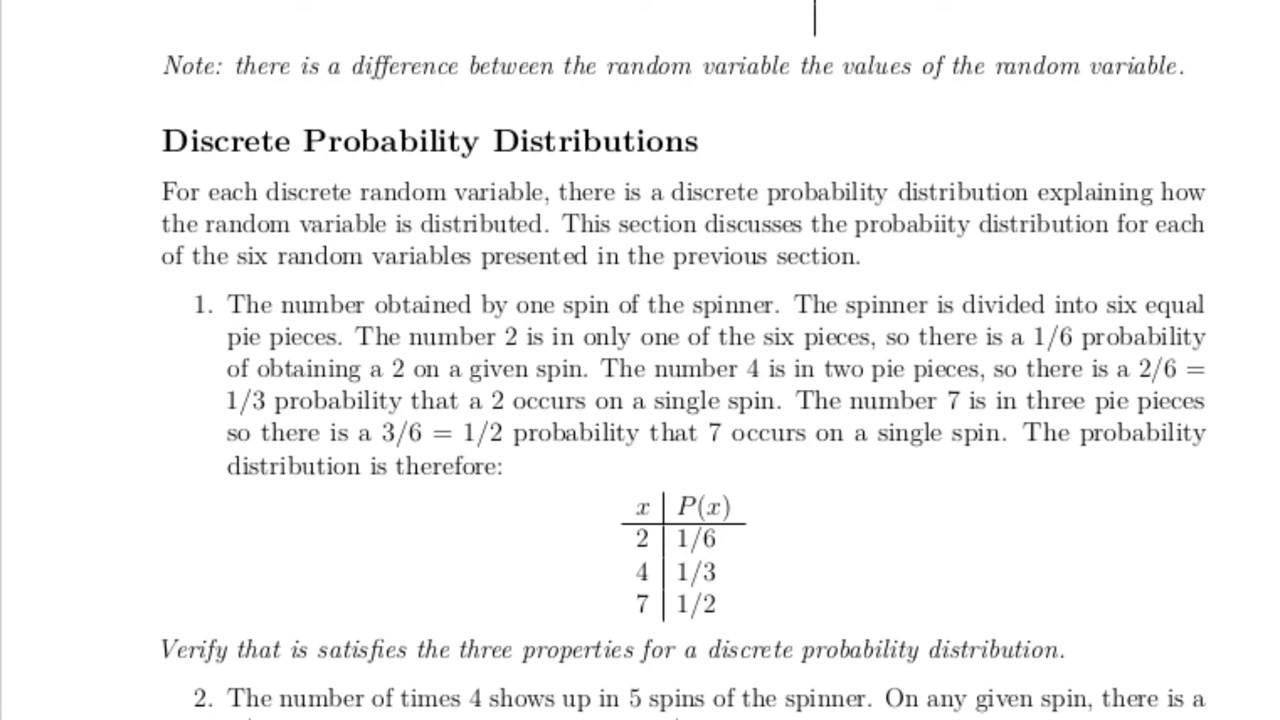 Note: there is a difference between the random variable the values of the random variable.
Discrete Probability Distributions
For each discrete random variable, there is a discrete probability distribution explaining how
the random variable is distributed. This section discusses the probabiity distribution for each
of the six random variables presented in the previous section.
1. The number obtained by one spin of the spinner. The spinner is divided into six equal
pie pieces. The number 2 is in only one of the six pieces, so there is a 1/6 probability
of obtaining a 2 on a given spin. The number 4 is in two pie pieces, so there is a 2/6 =
1/3 probability that a 2 occurs on a single spin. The number 7 is in three pie pieces
so there is a 3/6 = 1/2 probability that 7 occurs on a single spin. The probability
distribution is therefore:
x P(x)
2 1/6
4 1/3
7 1/2
Verify that is satisfies the three properties for a discrete probability distribution.
2. The number of times 4 shows up in 5 spins of the spinner. On any given spin, there is a